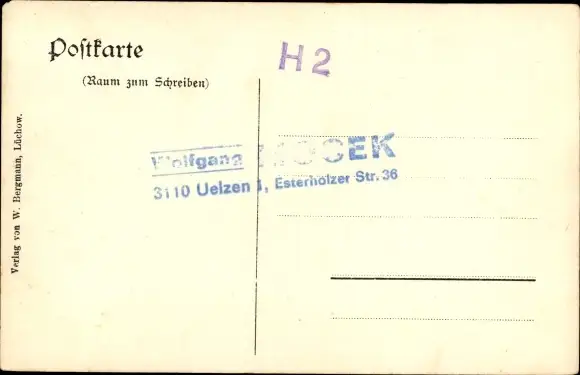 Postkarte
(Raum zum Schreiben)
H2
Wolfgang
3110 Uelzen 1, Esterholzer Str. 36
Verlag von W. Bergmann, Lüchow.